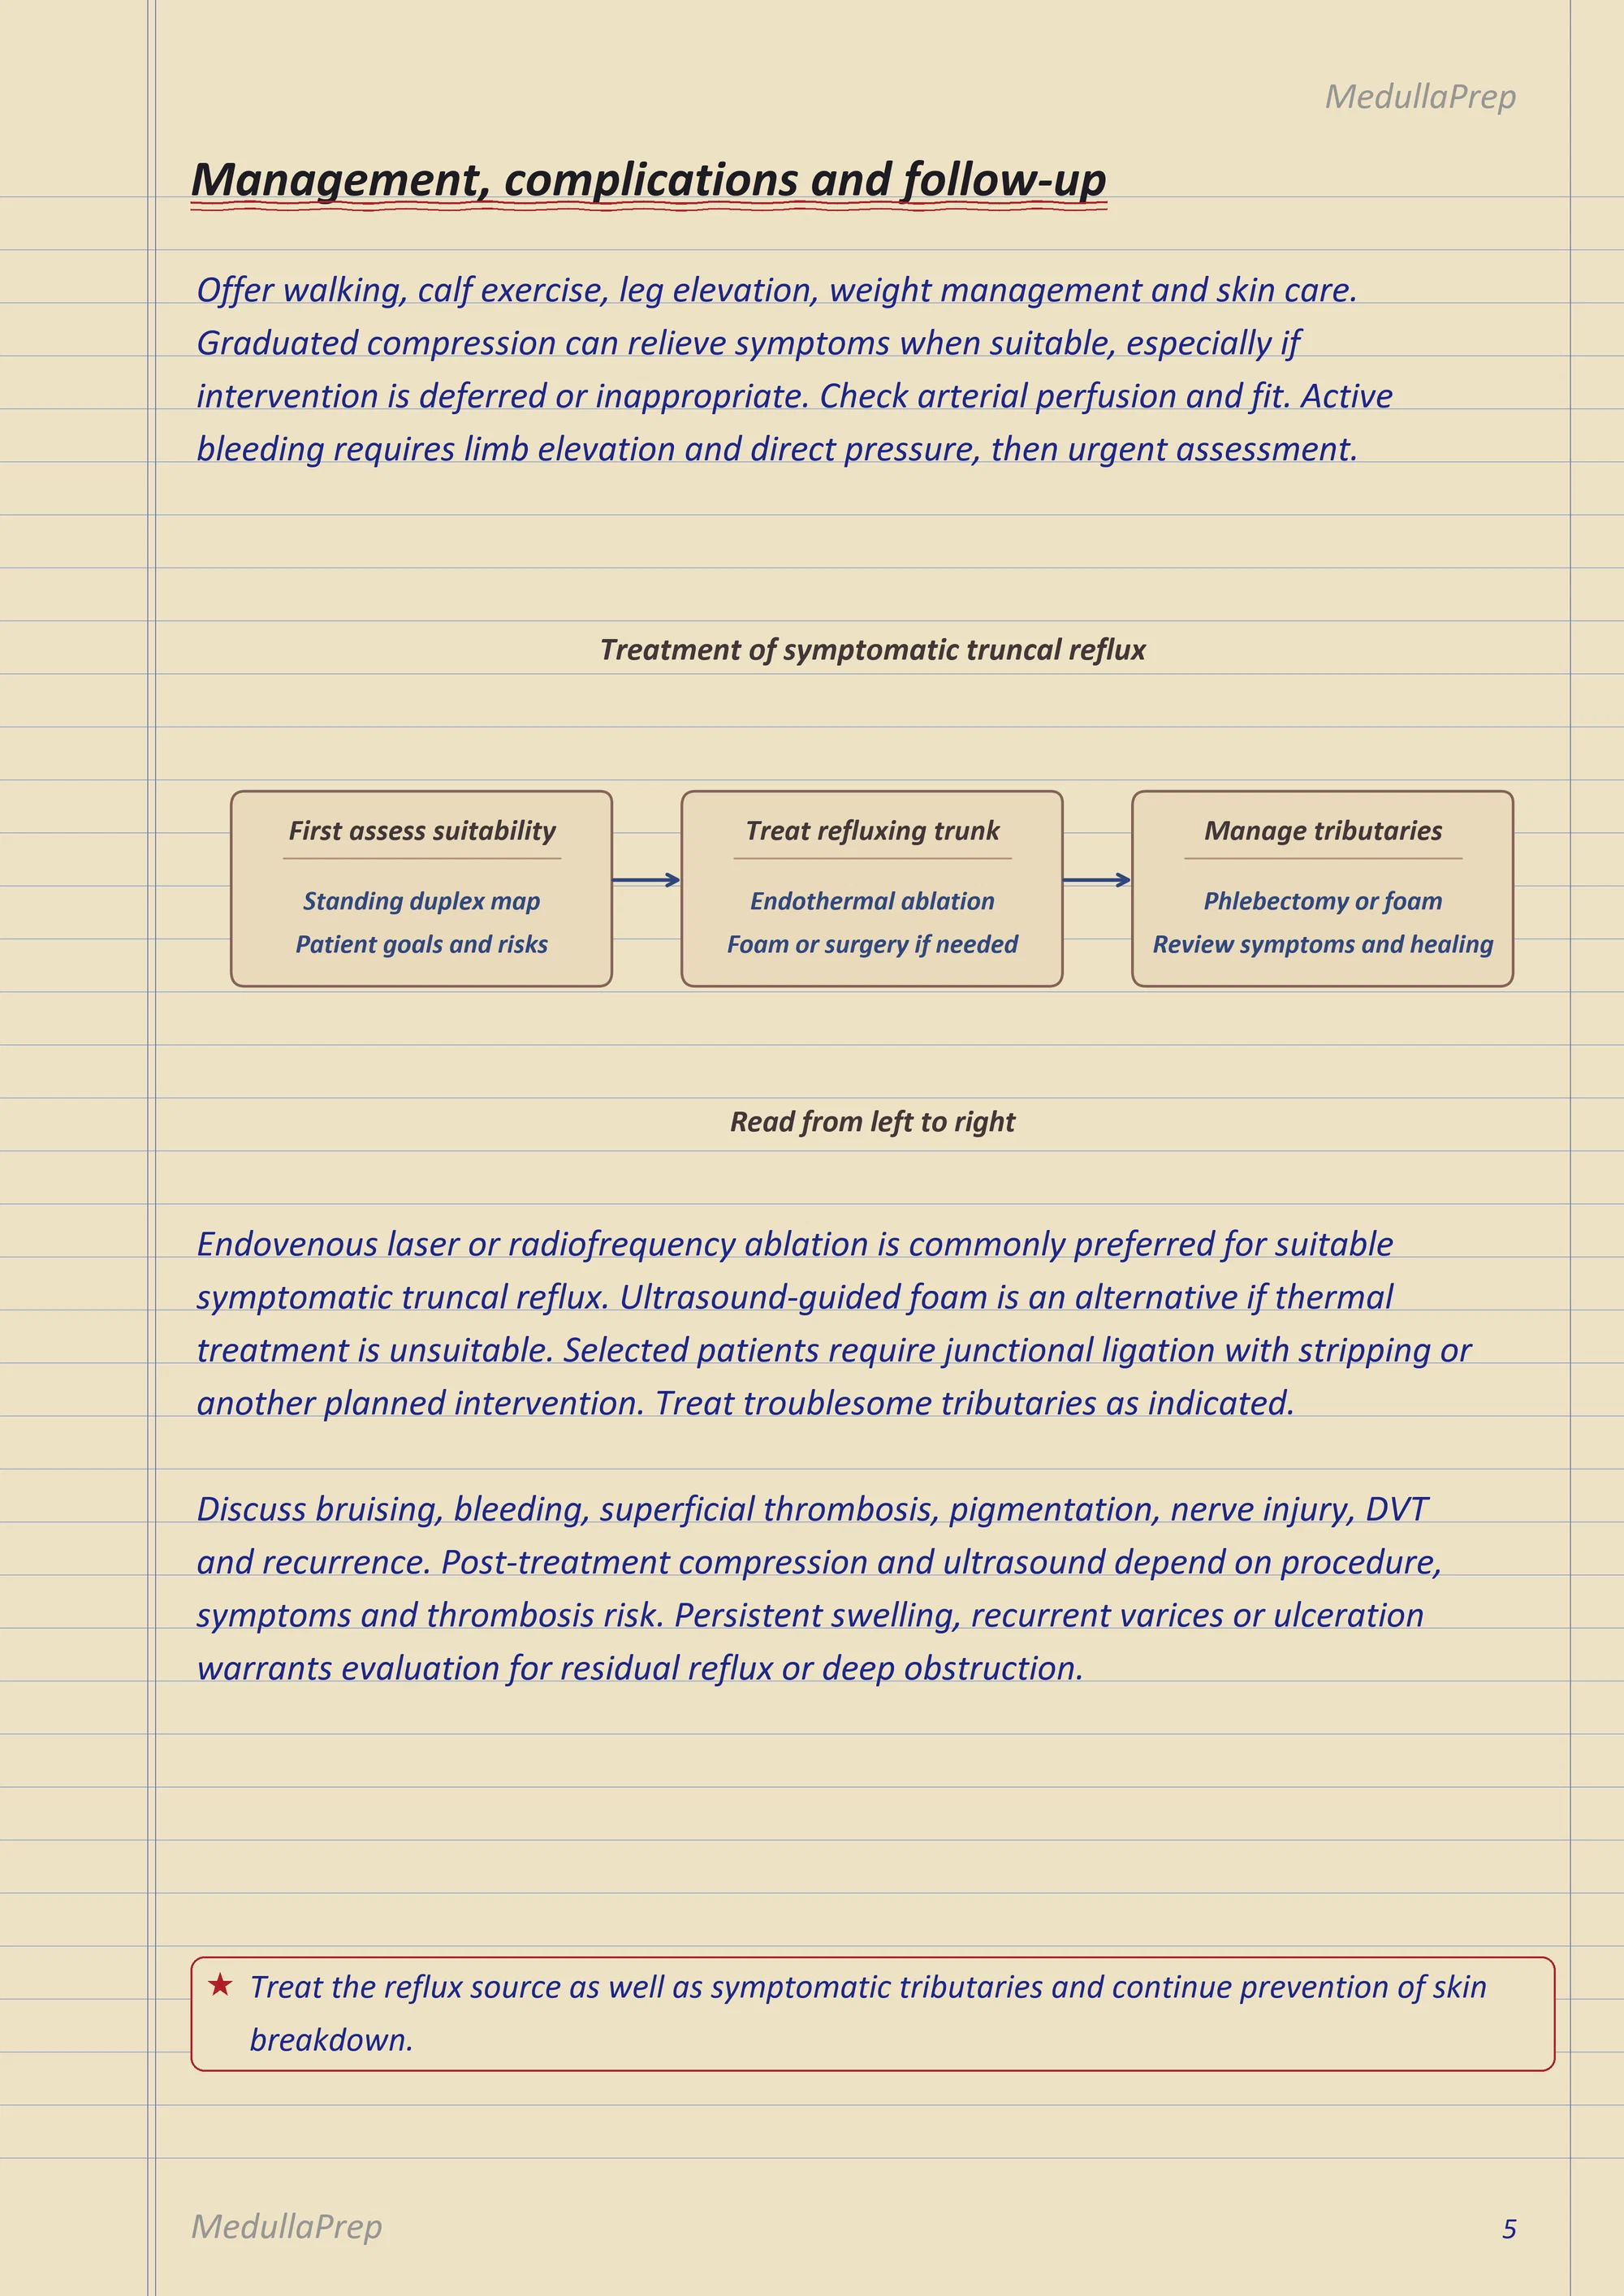 MedullaPrep
Management, complications and follow-up
Offer walking, calf exercise, leg elevation, weight management and skin care.
Graduated compression can relieve symptoms when suitable, especially if
intervention is deferred or inappropriate. Check arterial perfusion and fit. Active
bleeding requires limb elevation and direct pressure, then urgent assessment.
Treatment of symptomatic truncal reflux
First assess suitability
Standing duplex map
Patient goals and risks
Treat refluxing trunk
Endothermal ablation
Foam or surgery if needed
Manage tributaries
Phlebectomy or foam
Review symptoms and healing
Read from left to right
Endovenous laser or radiofrequency ablation is commonly preferred for suitable
symptomatic truncal reflux. Ultrasound-guided foam is an alternative if thermal
treatment is unsuitable. Selected patients require junctional ligation with stripping or
another planned intervention. Treat troublesome tributaries as indicated.
Discuss bruising, bleeding, superficial thrombosis, pigmentation, nerve injury, DVT
and recurrence. Post-treatment compression and ultrasound depend on procedure,
symptoms and thrombosis risk. Persistent swelling, recurrent varices or ulceration
warrants evaluation for residual reflux or deep obstruction.
★ Treat the reflux source as well as symptomatic tributaries and continue prevention of skin
breakdown.
MedullaPrep
5